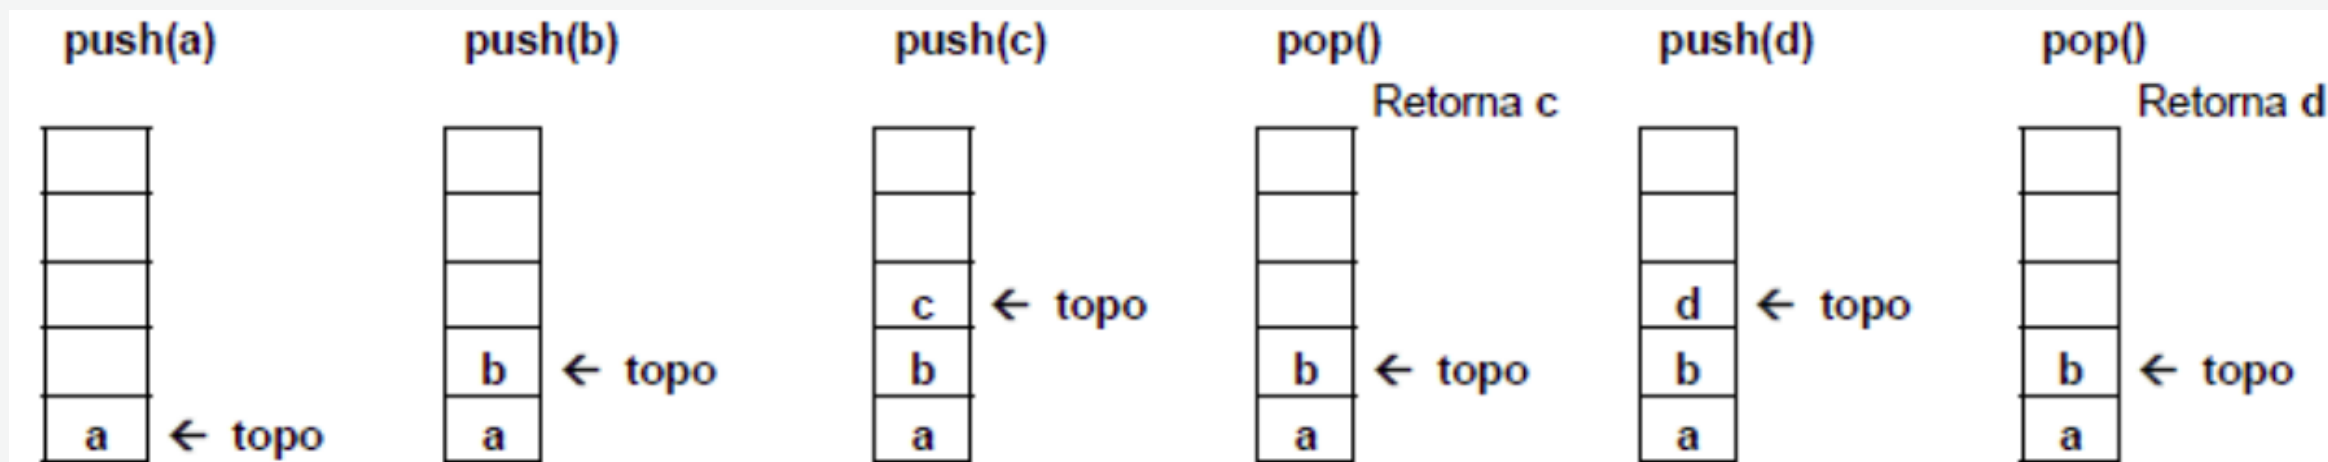 push(a) push(b) push(c) pop() push(d) pop()
Retorna c Retorna d
c ← topo d ← topo
b ← topo b b ← topo b b ← topo
a ← topo a a a a a